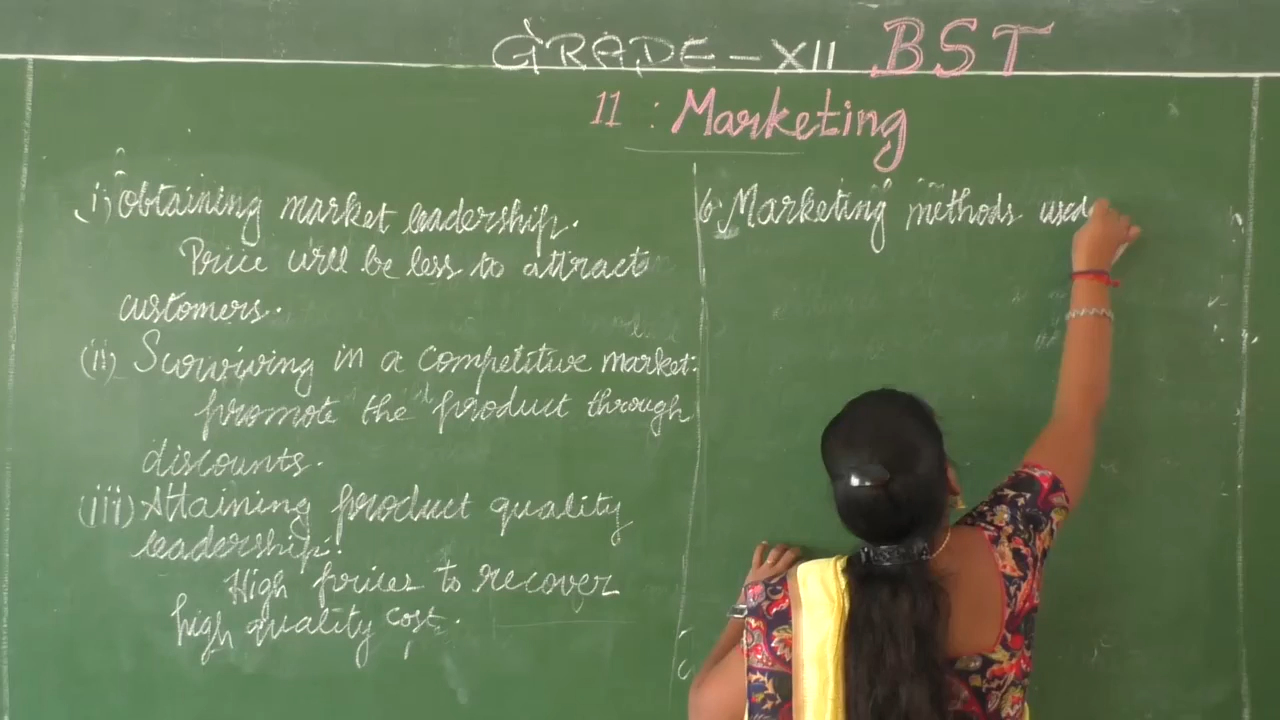 GRADE - XII BST
11 : Marketing
(i) Obtaining market leadership.
Price will be less to attract
customers.
(ii) Surviving in a competitive market:
promote the product through
discounts.
(iii) Attaining product quality
leadership:
High prices to recover
high quality cost.
6. Marketing methods used